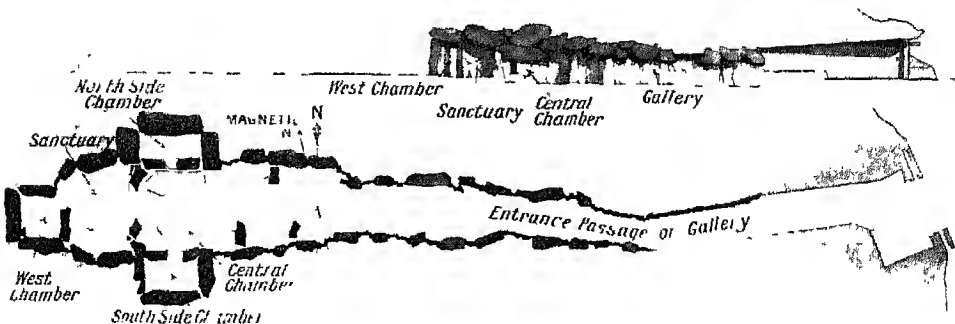 West Chamber
Sanctuary
Central
Chamber
Gallery
North Side
Chamber
Sanctuary
MAGNETIC
N
N
Entrance Passage or Gallery
West
Chamber
Central
Chamber
South Side Chamber